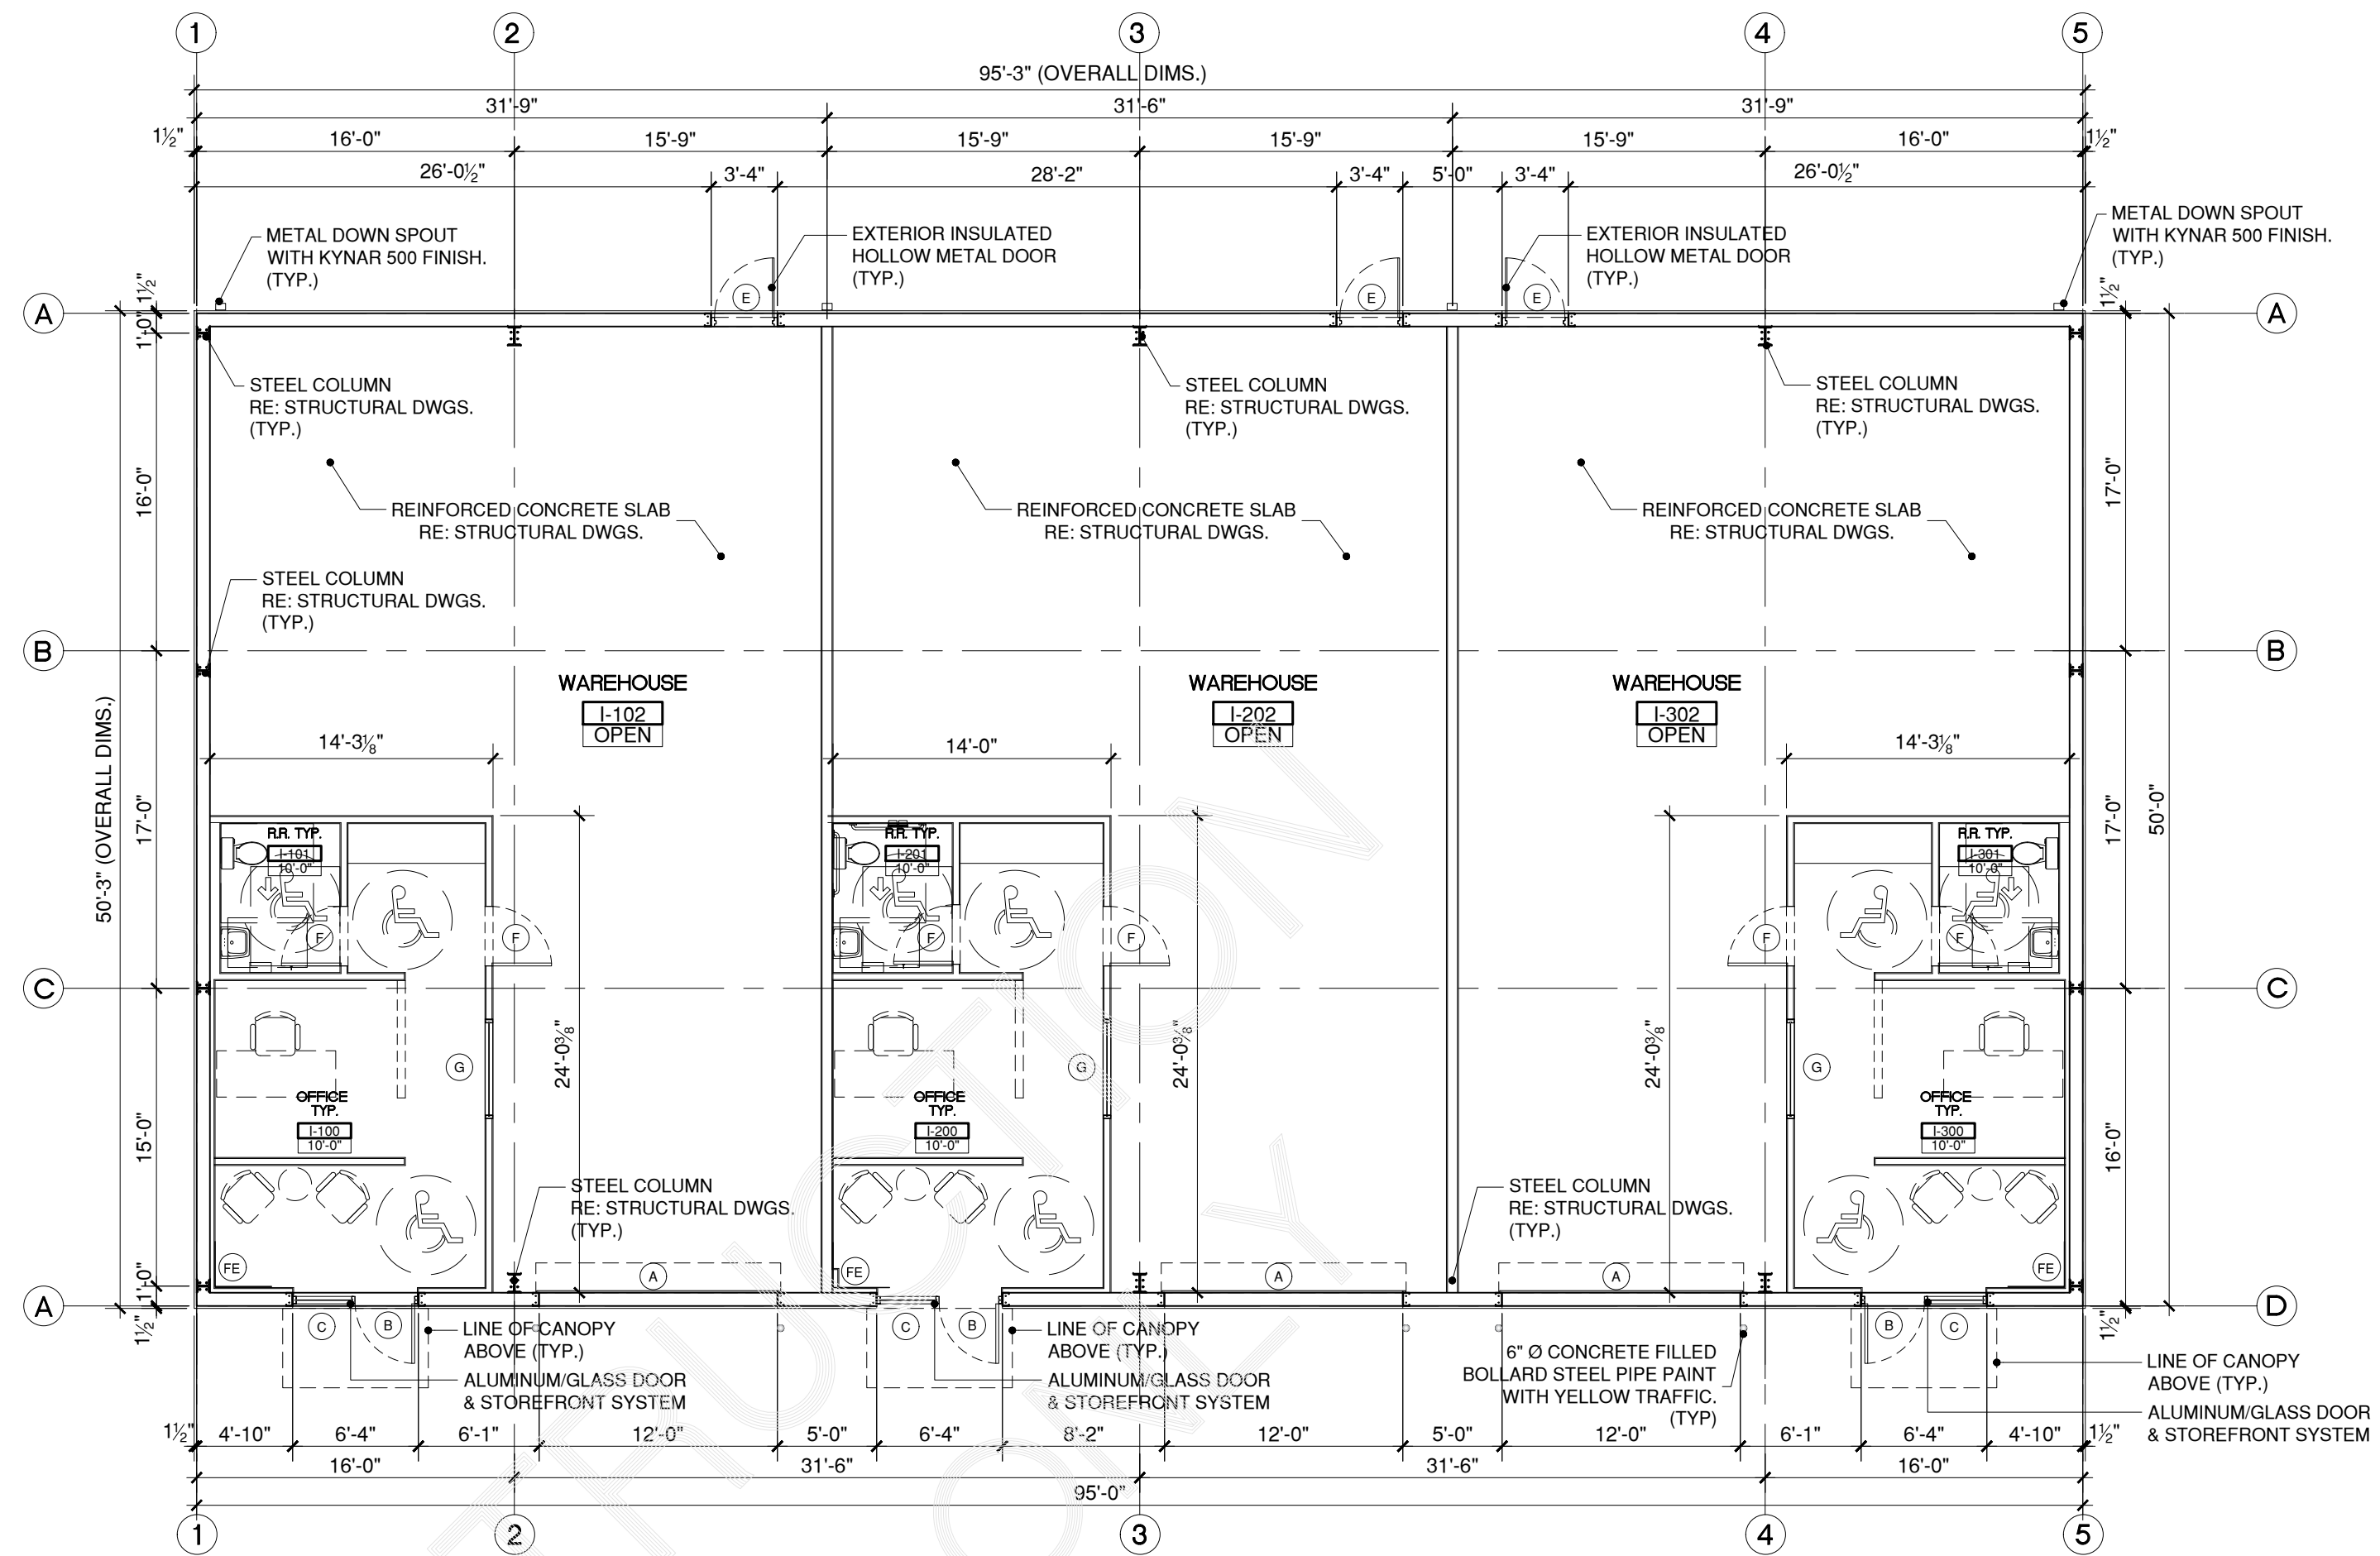 1 2 3 4 5
95'-3" (OVERALL DIMS.)
31'-9" 31'-6" 31'-9"
1½" 16'-0" 15'-9" 15'-9" 15'-9" 15'-9" 16'-0" 1½"
26'-0½" 3'-4" 28'-2" 3'-4" 5'-0" 3'-4" 26'-0½"
METAL DOWN SPOUT
WITH KYNAR 500 FINISH.
(TYP.)
EXTERIOR INSULATED
HOLLOW METAL DOOR
(TYP.)
EXTERIOR INSULATED
HOLLOW METAL DOOR
(TYP.)
METAL DOWN SPOUT
WITH KYNAR 500 FINISH.
(TYP.)
1½" 1½"
E E E
A A
1'-0"
STEEL COLUMN
RE: STRUCTURAL DWGS.
(TYP.)
STEEL COLUMN
RE: STRUCTURAL DWGS.
(TYP.)
STEEL COLUMN
RE: STRUCTURAL DWGS.
(TYP.)
16'-0" 17'-0"
REINFORCED CONCRETE SLAB
RE: STRUCTURAL DWGS.
REINFORCED CONCRETE SLAB
RE: STRUCTURAL DWGS.
REINFORCED CONCRETE SLAB
RE: STRUCTURAL DWGS.
STEEL COLUMN
RE: STRUCTURAL DWGS.
(TYP.)
B B
WAREHOUSE
I-102
OPEN
WAREHOUSE
I-202
OPEN
WAREHOUSE
I-302
OPEN
14'-3⅛" 14'-0" 14'-3⅛"
50'-3" (OVERALL DIMS.)
17'-0" 17'-0" 50'-0"
R.R. TYP.
I-101
10'-0"
R.R. TYP.
I-201
10'-0"
R.R. TYP.
I-301
10'-0"
F F F F F F
C C
24'-0⅜" 24'-0⅜" 24'-0⅜"
G G G
OFFICE
TYP.
I-100
10'-0"
OFFICE
TYP.
I-200
10'-0"
OFFICE
TYP.
I-300
10'-0"
15'-0" 16'-0"
STEEL COLUMN
RE: STRUCTURAL DWGS.
(TYP.)
STEEL COLUMN
RE: STRUCTURAL DWGS.
(TYP.)
FE FE FE
A A A
1'-0"
A D
1½" 1½"
C B C B B C
LINE OF CANOPY
ABOVE (TYP.)
ALUMINUM/GLASS DOOR
& STOREFRONT SYSTEM
LINE OF CANOPY
ABOVE (TYP.)
ALUMINUM/GLASS DOOR
& STOREFRONT SYSTEM
6" Ø CONCRETE FILLED
BOLLARD STEEL PIPE PAINT
WITH YELLOW TRAFFIC.
(TYP)
LINE OF CANOPY
ABOVE (TYP.)
ALUMINUM/GLASS DOOR
& STOREFRONT SYSTEM
1½" 4'-10" 6'-4" 6'-1" 12'-0" 5'-0" 6'-4" 8'-2" 12'-0" 5'-0" 12'-0" 6'-1" 6'-4" 4'-10" 1½"
16'-0" 31'-6" 31'-6" 16'-0"
95'-0"
1 2 3 4 5
TRUCTION
ONLY